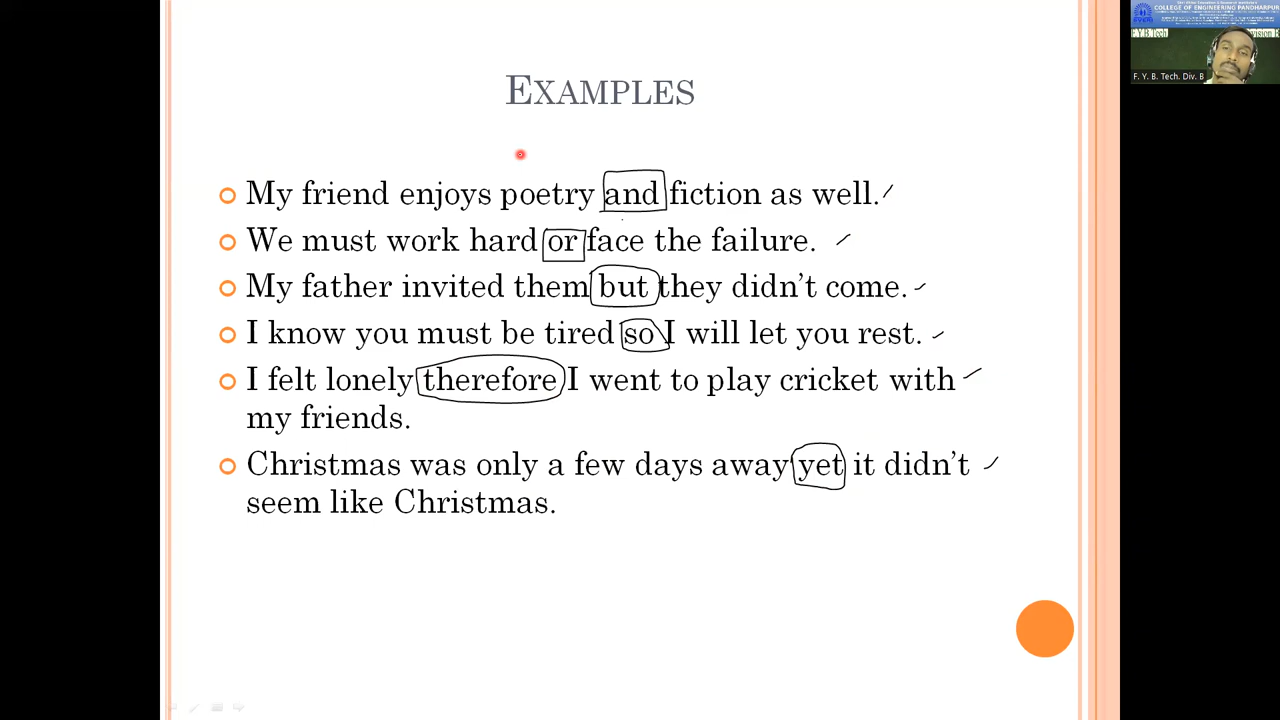 COLLEGE OF ENGINEERING PANDHARPUR
F.Y.B.Tech
F. Y. B. Tech. Div. B
EXAMPLES
My friend enjoys poetry and fiction as well.
We must work hard or face the failure.
My father invited them but they didn't come.
I know you must be tired so I will let you rest.
I felt lonely therefore I went to play cricket with
my friends.
Christmas was only a few days away yet it didn't
seem like Christmas.